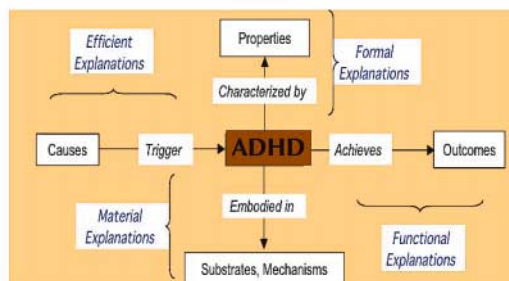 Efficient
Explanations
Properties
Formal
Explanations
Characterized by
Causes
Trigger
ADHD
Achieves
Outcomes
Embodied in
Material
Explanations
Functional
Explanations
Substrates, Mechanisms